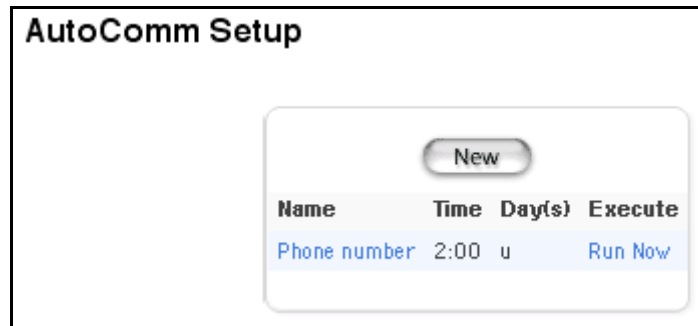 AutoComm Setup
New
Name Time Day(s) Execute
Phone number 2:00 u Run Now